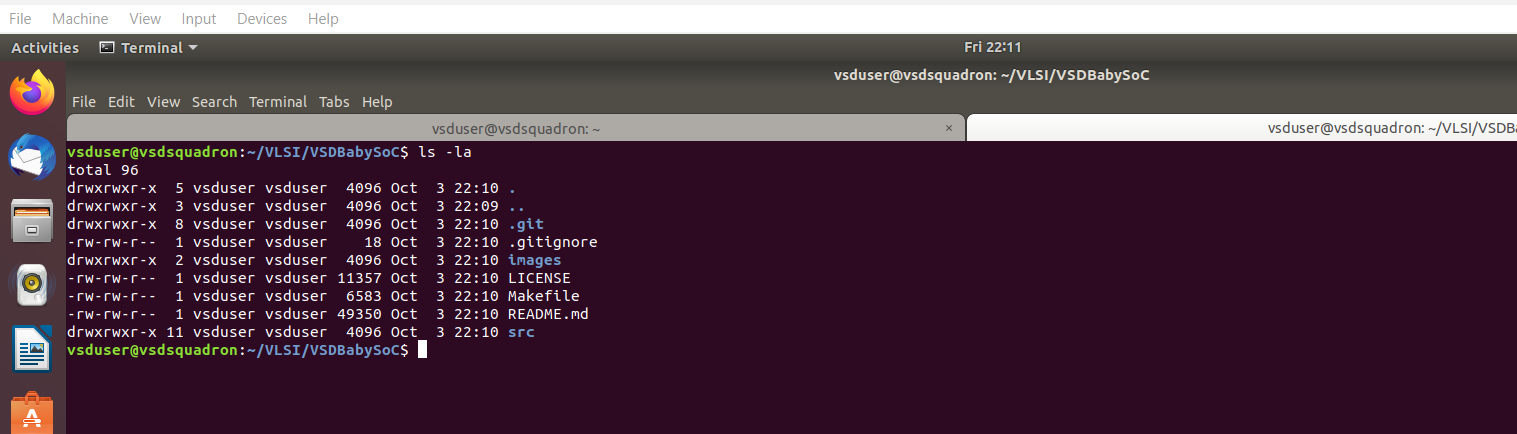 File Machine View Input Devices Help
Activities Terminal Fri 22:11
vsduser@vsdsquadron: ~/VLSI/VSDBabySoC
File Edit View Search Terminal Tabs Help
vsduser@vsdsquadron: ~ × vsduser@vsdsquadron: ~/VLSI/VSDBa
vsduser@vsdsquadron:~/VLSI/VSDBabySoC$ ls -la
total 96
drwxrwxr-x  5 vsduser vsduser  4096 Oct  3 22:10 .
drwxrwxr-x  3 vsduser vsduser  4096 Oct  3 22:09 ..
drwxrwxr-x  8 vsduser vsduser  4096 Oct  3 22:10 .git
-rw-rw-r--  1 vsduser vsduser    18 Oct  3 22:10 .gitignore
drwxrwxr-x  2 vsduser vsduser  4096 Oct  3 22:10 images
-rw-rw-r--  1 vsduser vsduser 11357 Oct  3 22:10 LICENSE
-rw-rw-r--  1 vsduser vsduser  6583 Oct  3 22:10 Makefile
-rw-rw-r--  1 vsduser vsduser 49350 Oct  3 22:10 README.md
drwxrwxr-x 11 vsduser vsduser  4096 Oct  3 22:10 src
vsduser@vsdsquadron:~/VLSI/VSDBabySoC$